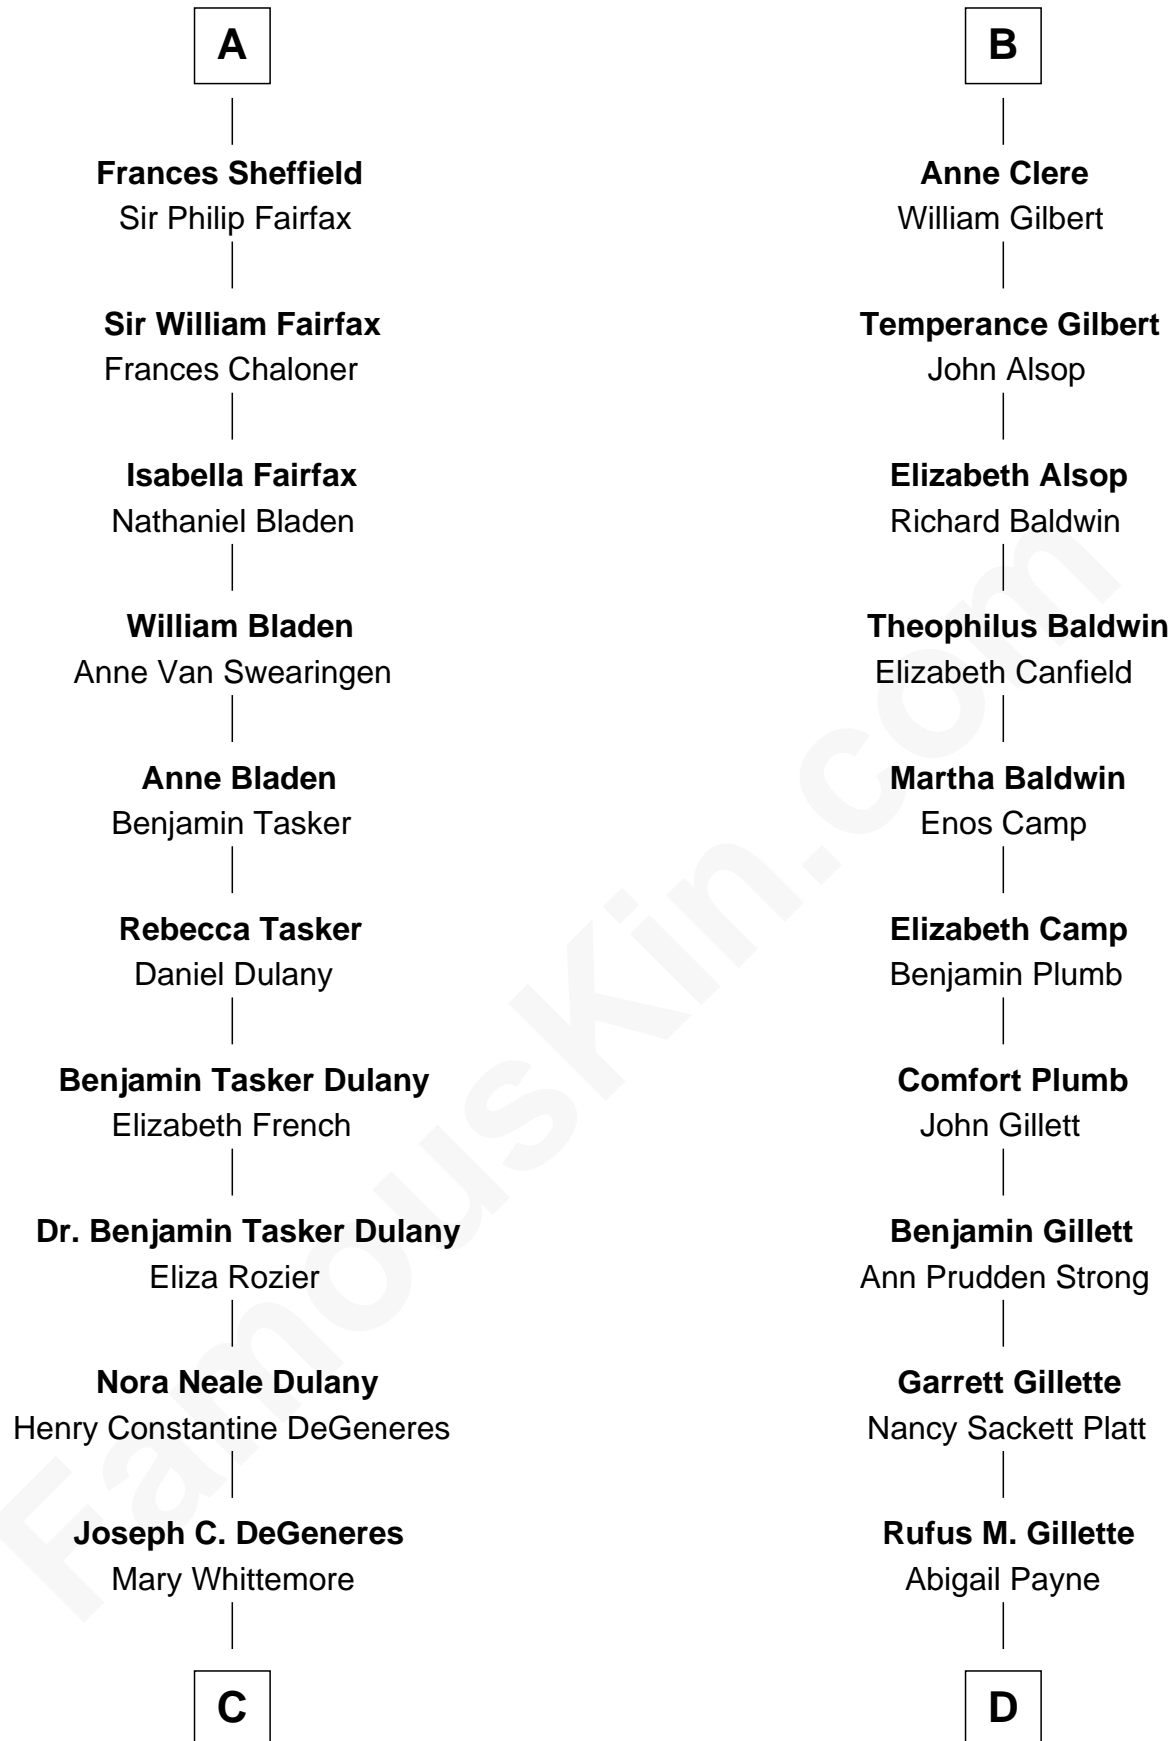 A
Frances Sheffield
Sir Philip Fairfax
Sir William Fairfax
Frances Chaloner
Isabella Fairfax
Nathaniel Bladen
William Bladen
Anne Van Swearingen
Anne Bladen
Benjamin Tasker
Rebecca Tasker
Daniel Dulany
Benjamin Tasker Dulany
Elizabeth French
Dr. Benjamin Tasker Dulany
Eliza Rozier
Nora Neale Dulany
Henry Constantine DeGeneres
Joseph C. DeGeneres
Mary Whittemore
C
B
Anne Clere
William Gilbert
Temperance Gilbert
John Alsop
Elizabeth Alsop
Richard Baldwin
Theophilus Baldwin
Elizabeth Canfield
Martha Baldwin
Enos Camp
Elizabeth Camp
Benjamin Plumb
Comfort Plumb
John Gillett
Benjamin Gillett
Ann Prudden Strong
Garrett Gillette
Nancy Sackett Platt
Rufus M. Gillette
Abigail Payne
D
FamousKin.com